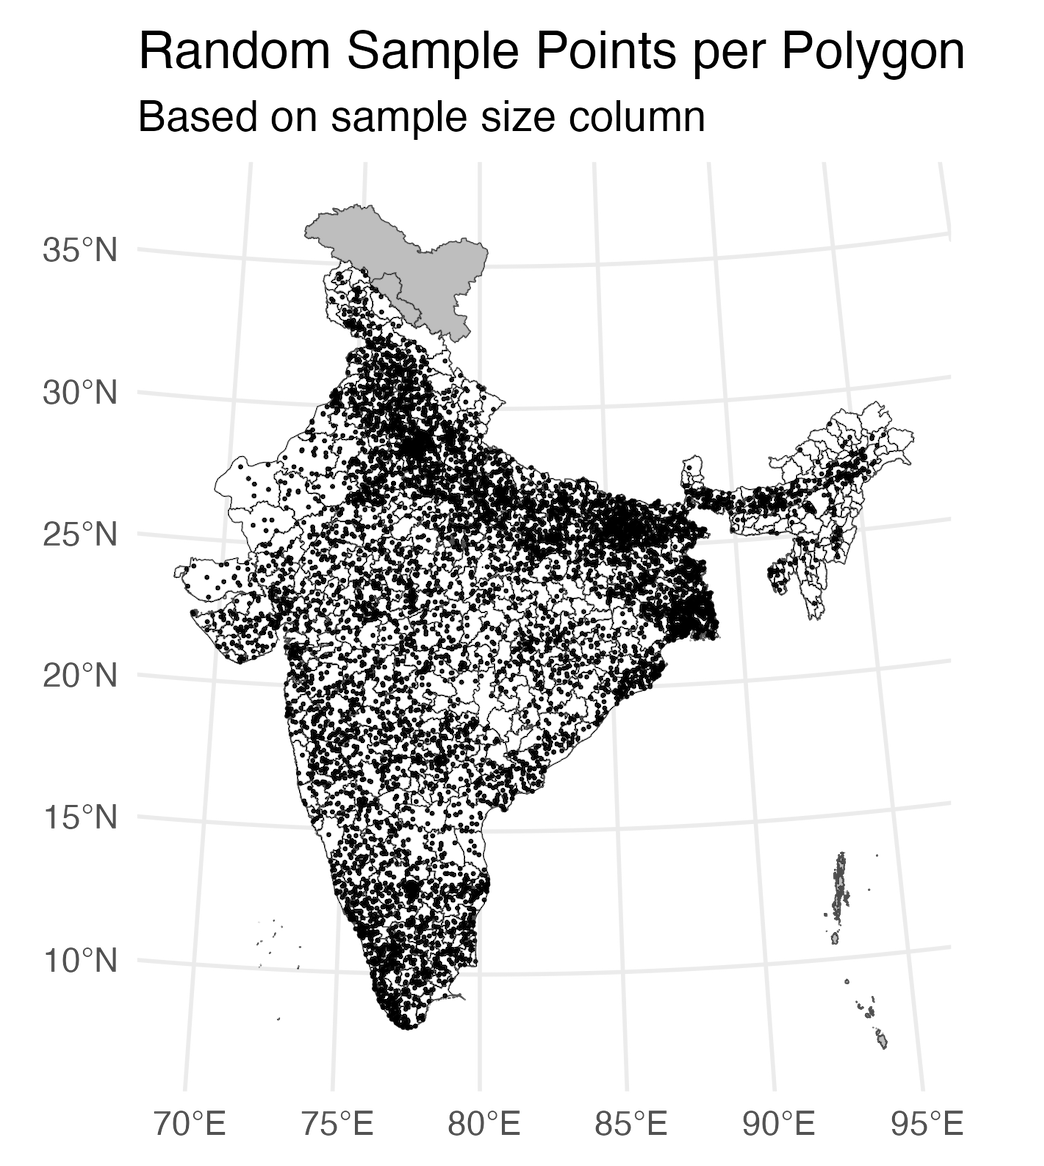 Random Sample Points per Polygon
Based on sample size column
35°N
30°N
25°N
20°N
15°N
10°N
70°E 75°E 80°E 85°E 90°E 95°E